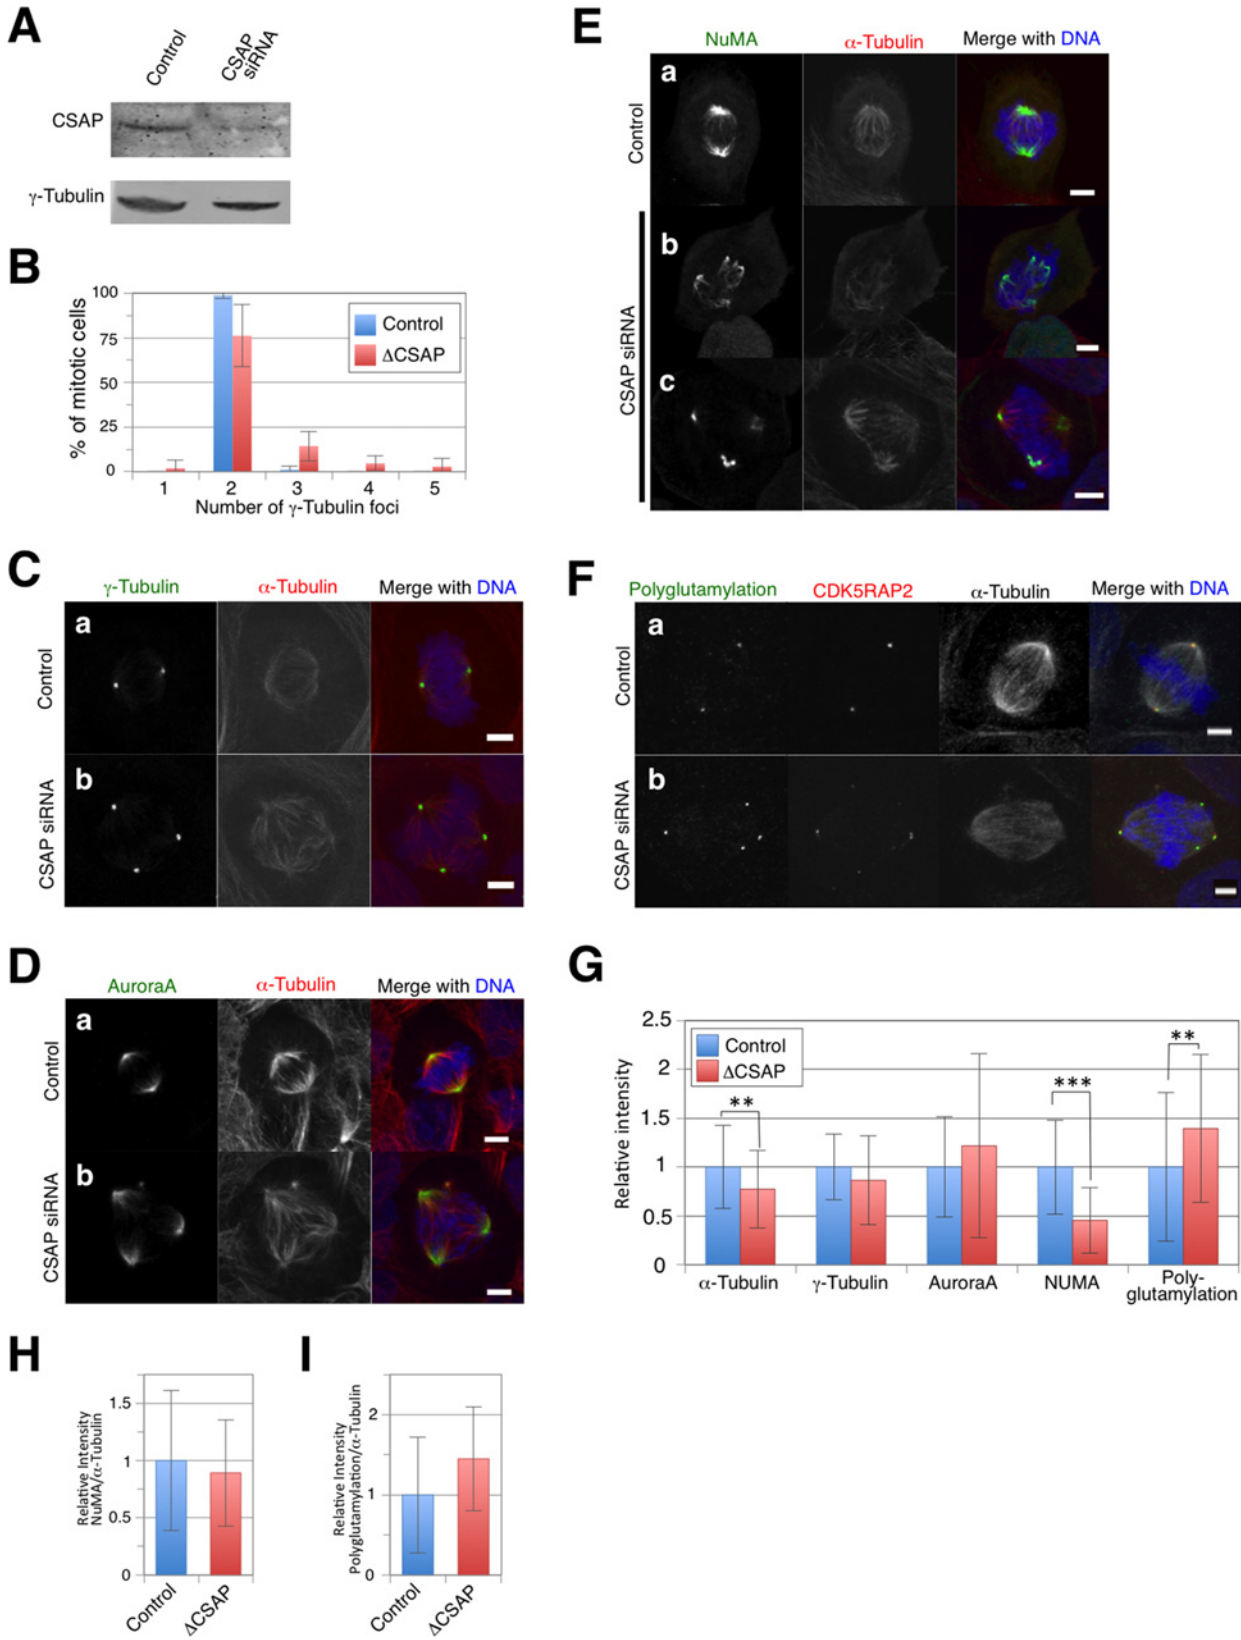 A
Control
CSAP
siRNA
CSAP
γ-Tubulin
B
100
75
50
25
0
% of mitotic cells
Control
ΔCSAP
1 2 3 4 5
Number of γ-Tubulin foci
C
γ-Tubulin α-Tubulin Merge with DNA
a
Control
b
CSAP siRNA
D
AuroraA α-Tubulin Merge with DNA
a
Control
b
CSAP siRNA
E
NuMA α-Tubulin Merge with DNA
a
Control
b
c
CSAP siRNA
F
Polyglutamylation CDK5RAP2 α-Tubulin Merge with DNA
a
Control
b
CSAP siRNA
G
2.5
2
1.5
1
0.5
0
Relative intensity
Control
ΔCSAP
**
***
**
α-Tubulin γ-Tubulin AuroraA NUMA Poly-
glutamylation
H
Relative Intensity
NuMA/α-Tubulin
1.5
1
0.5
0
Control
ΔCSAP
I
Relative Intensity
Polyglutamylation/α-Tubulin
2
1
0
Control
ΔCSAP